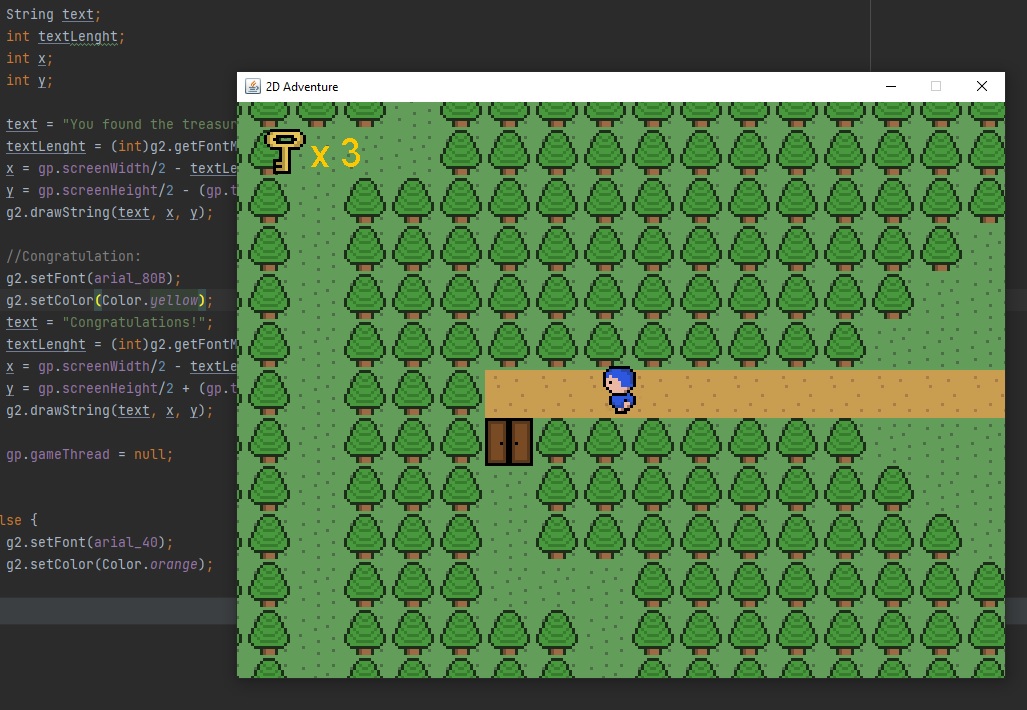 String text;
int textLenght;
int x;
int y;
text = "You found the treasur
textLenght = (int)g2.getFontM
x = gp.screenWidth/2 - textLe
y = gp.screenHeight/2 - (gp.t
g2.drawString(text, x, y);
//Congratulation:
g2.setFont(arial_80B);
g2.setColor(Color.yellow);
text = "Congratulations!";
textLenght = (int)g2.getFontM
x = gp.screenWidth/2 - textLe
y = gp.screenHeight/2 + (gp.t
g2.drawString(text, x, y);
gp.gameThread = null;
lse {
g2.setFont(arial_40);
g2.setColor(Color.orange);
2D Adventure
x 3